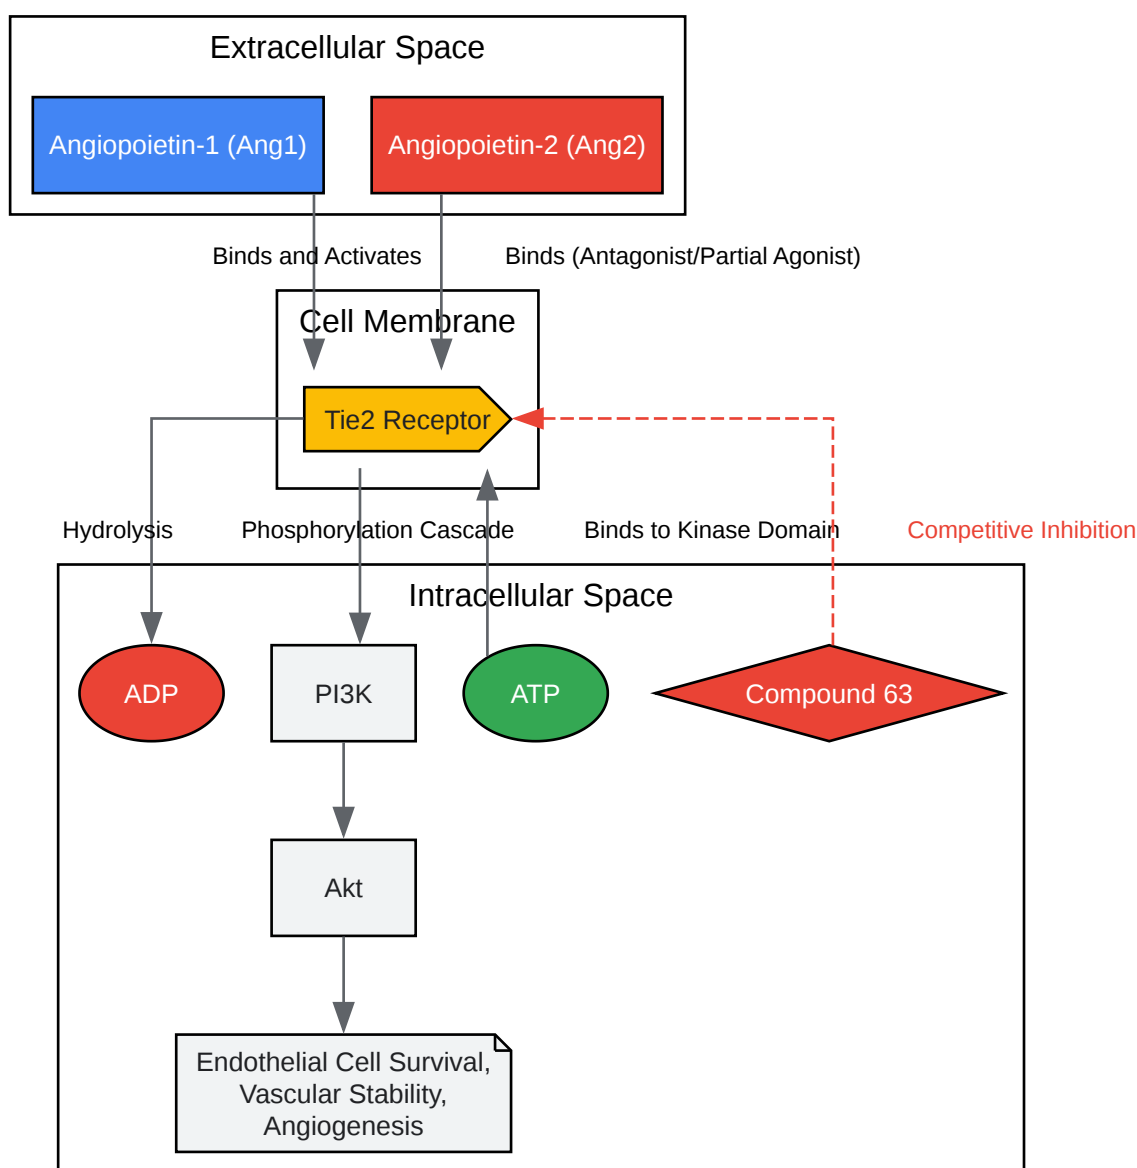 Extracellular Space
Angiopoietin-1 (Ang1)
Angiopoietin-2 (Ang2)
Binds and Activates
Binds (Antagonist/Partial Agonist)
Cell Membrane
Tie2 Receptor
Hydrolysis
Phosphorylation Cascade
Binds to Kinase Domain
Competitive Inhibition
Intracellular Space
ADP
PI3K
ATP
Compound 63
Akt
Endothelial Cell Survival,
Vascular Stability,
Angiogenesis